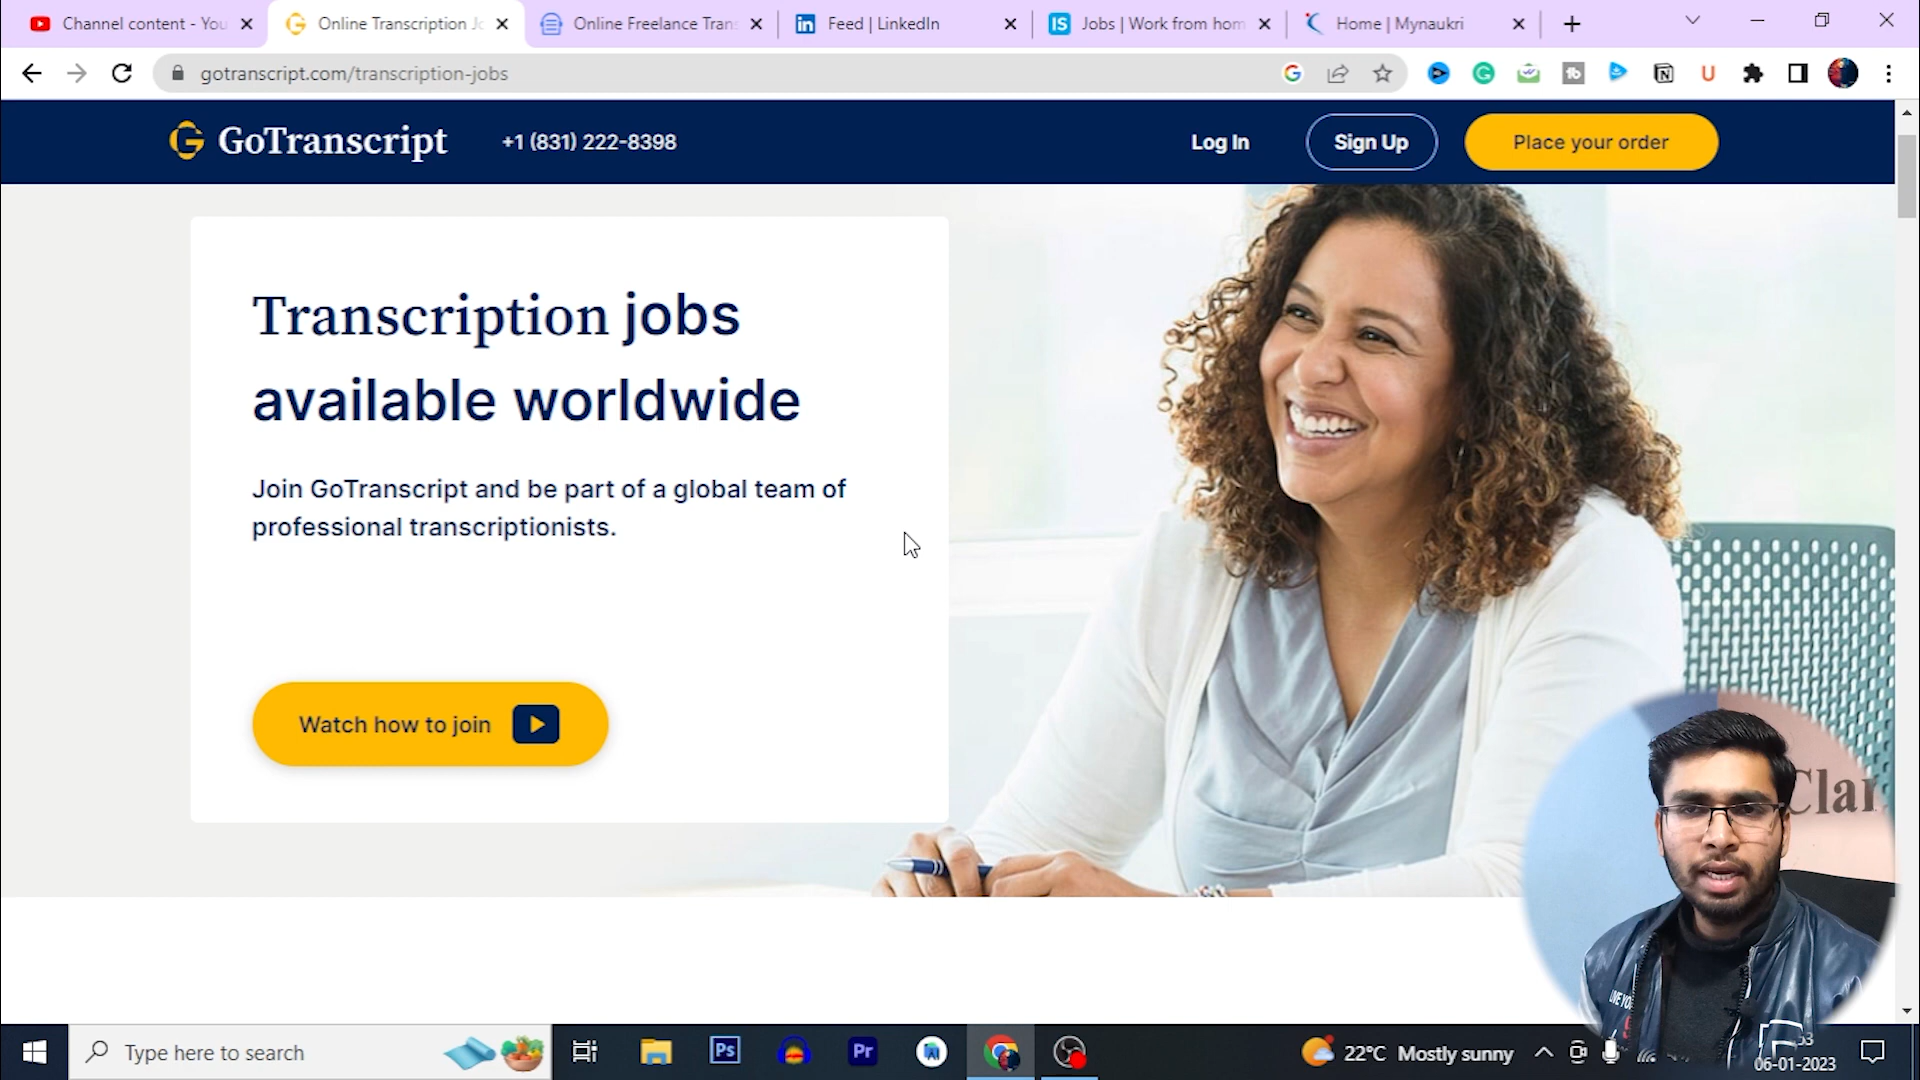 Channel content - You
Online Transcription Jo
Online Freelance Trans
Feed | LinkedIn
Jobs | Work from hom
Home | Mynaukri
gotranscript.com/transcription-jobs
GoTranscript
+1 (831) 222-8398
Log In
Sign Up
Place your order
Transcription jobs
available worldwide
Join GoTranscript and be part of a global team of
professional transcriptionists.
Watch how to join
Clar
Type here to search
22°C Mostly sunny
06-01-2023